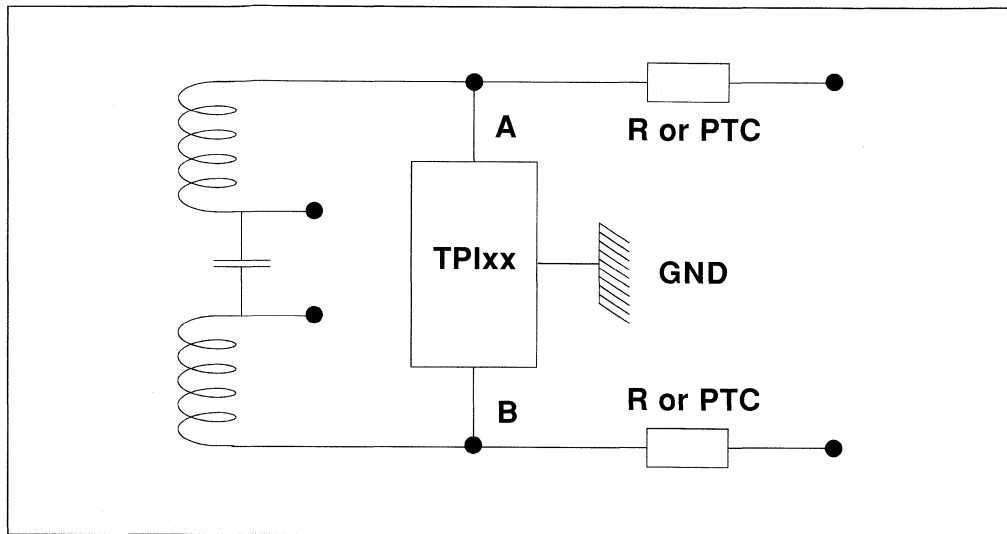 A
R or PTC
TPIxx
GND
R or PTC
B